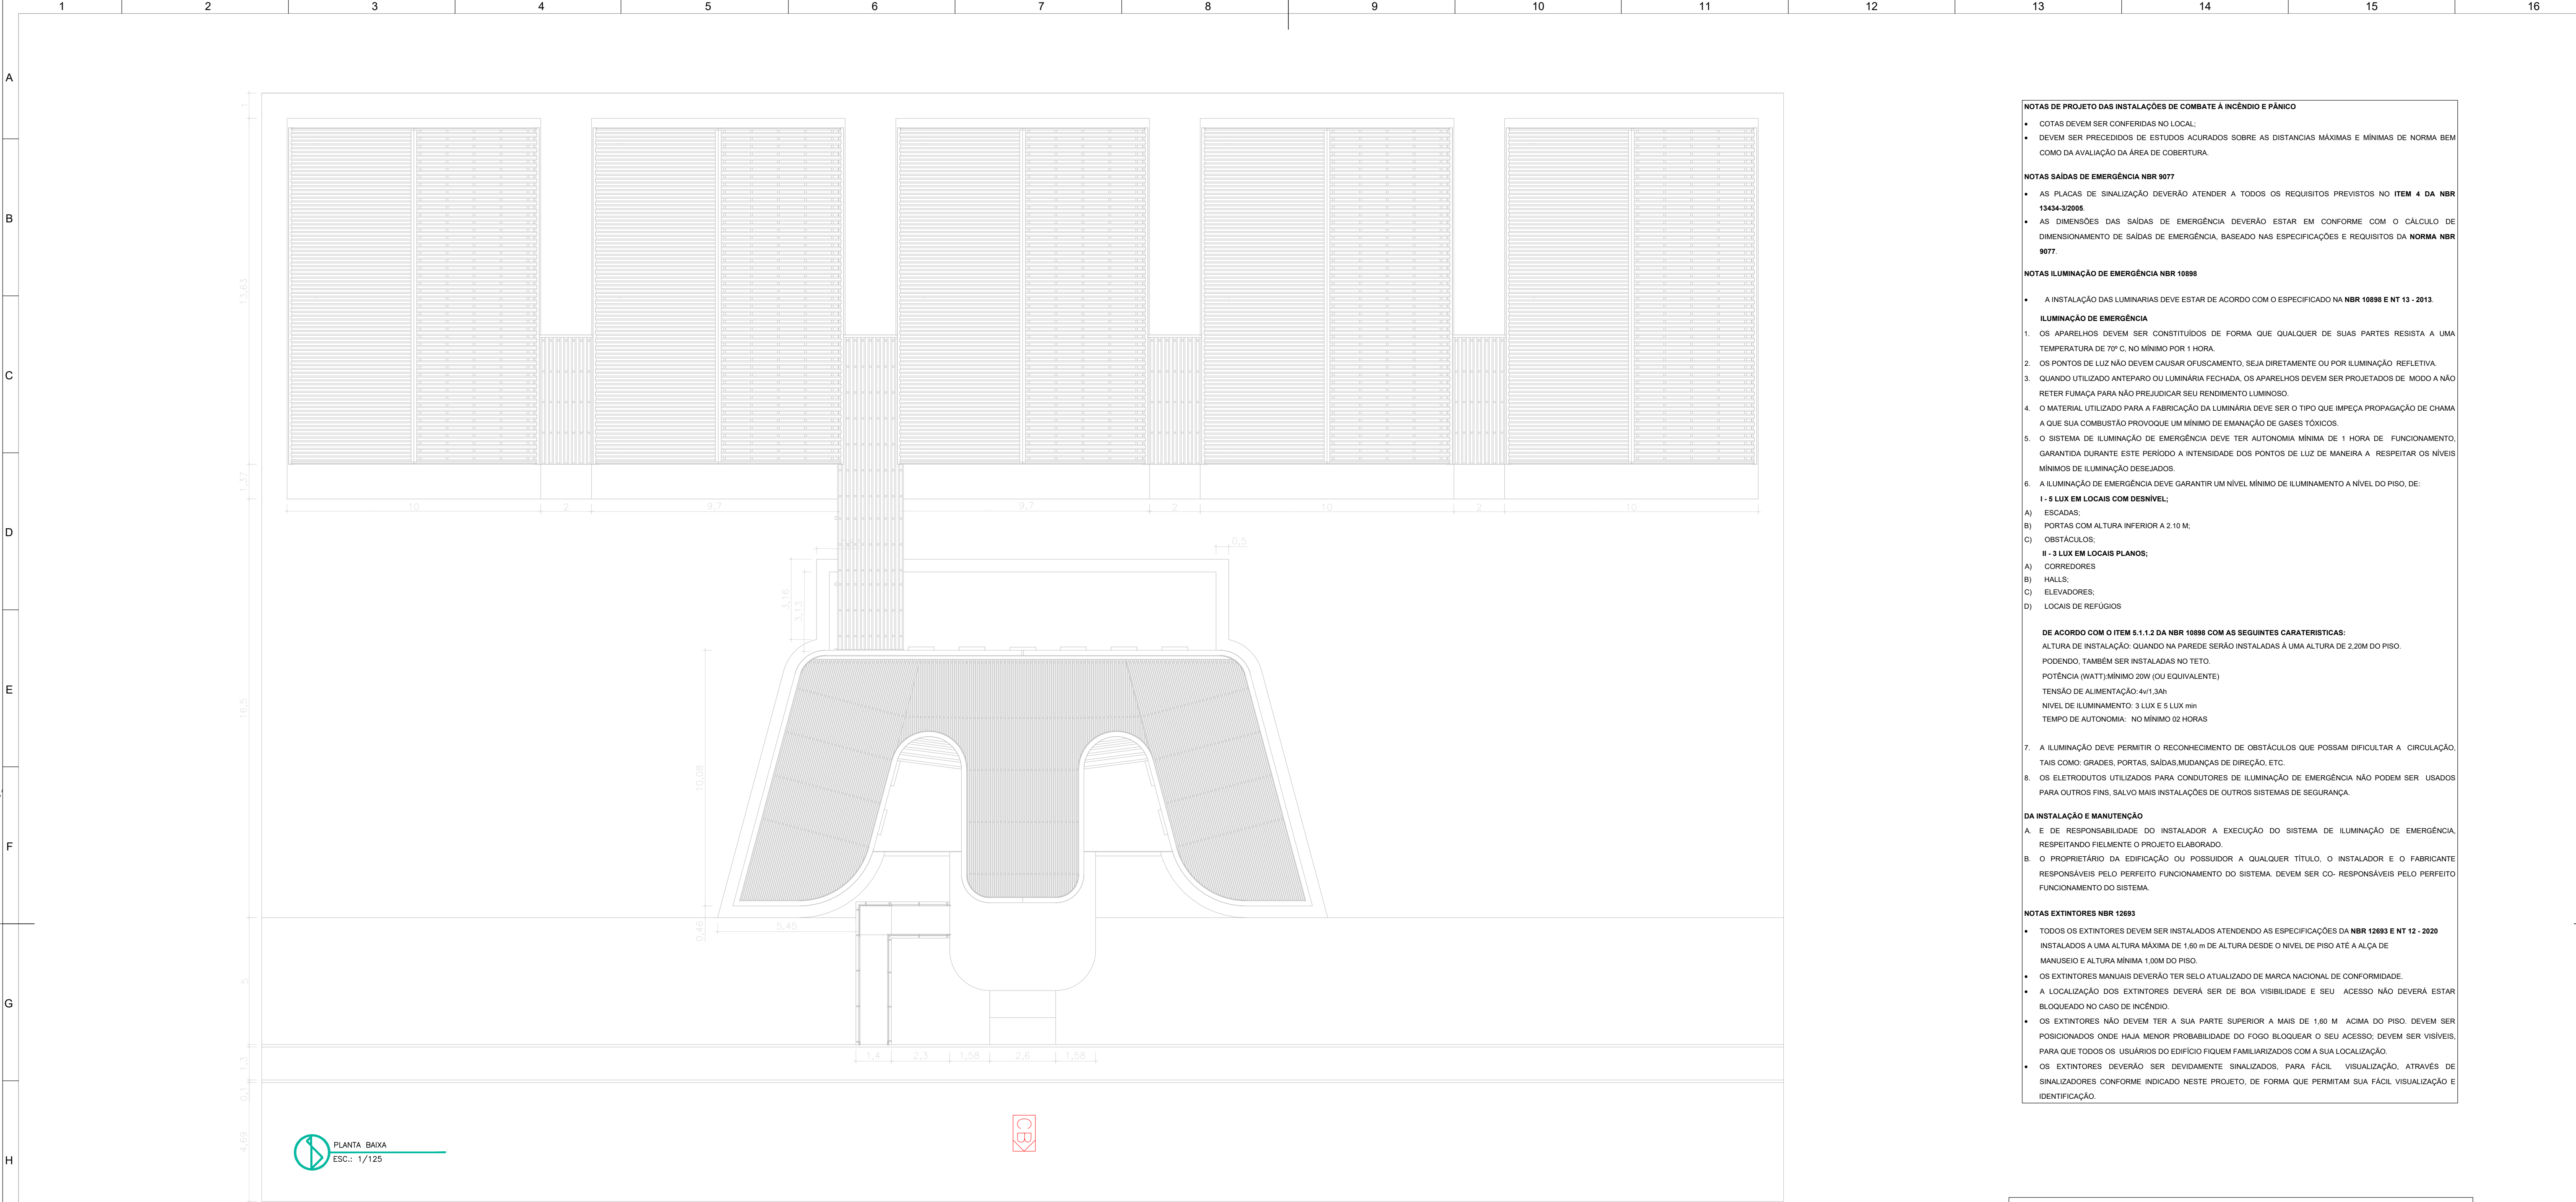 1 2 3 4 5 6 7 8 9 10 11 12 13 14 15 16
A
B
C
D
E
F
G
H
1
13,63
1,37
16,5
5
1,3
0,1
4,69
10 2 9,7 9,7 2 10 2 10
0,5
3,16
3,13
10,08
0,46
5,45
1,4 2,3 1,58 2,6 1,58
CB
PLANTA BAIXA
ESC.: 1/125
NOTAS DE PROJETO DAS INSTALAÇÕES DE COMBATE À INCÊNDIO E PÂNICO
• COTAS DEVEM SER CONFERIDAS NO LOCAL;
• DEVEM SER PRECEDIDOS DE ESTUDOS ACURADOS SOBRE AS DISTANCIAS MÁXIMAS E MÍNIMAS DE NORMA BEM
COMO DA AVALIAÇÃO DA ÁREA DE COBERTURA.
NOTAS SAÍDAS DE EMERGÊNCIA NBR 9077
• AS PLACAS DE SINALIZAÇÃO DEVERÃO ATENDER A TODOS OS REQUISITOS PREVISTOS NO ITEM 4 DA NBR
13434-3/2005.
• AS DIMENSÕES DAS SAÍDAS DE EMERGÊNCIA DEVERÃO ESTAR EM CONFORME COM O CÁLCULO DE
DIMENSIONAMENTO DE SAÍDAS DE EMERGÊNCIA, BASEADO NAS ESPECIFICAÇÕES E REQUISITOS DA NORMA NBR
9077.
NOTAS ILUMINAÇÃO DE EMERGÊNCIA NBR 10898
• A INSTALAÇÃO DAS LUMINARIAS DEVE ESTAR DE ACORDO COM O ESPECIFICADO NA NBR 10898 E NT 13 - 2013.
ILUMINAÇÃO DE EMERGÊNCIA
1. OS APARELHOS DEVEM SER CONSTITUÍDOS DE FORMA QUE QUALQUER DE SUAS PARTES RESISTA A UMA
TEMPERATURA DE 70º C, NO MÍNIMO POR 1 HORA.
2. OS PONTOS DE LUZ NÃO DEVEM CAUSAR OFUSCAMENTO, SEJA DIRETAMENTE OU POR ILUMINAÇÃO REFLETIVA.
3. QUANDO UTILIZADO ANTEPARO OU LUMINÁRIA FECHADA, OS APARELHOS DEVEM SER PROJETADOS DE MODO A NÃO
RETER FUMAÇA PARA NÃO PREJUDICAR SEU RENDIMENTO LUMINOSO.
4. O MATERIAL UTILIZADO PARA A FABRICAÇÃO DA LUMINÁRIA DEVE SER O TIPO QUE IMPEÇA PROPAGAÇÃO DE CHAMA
A QUE SUA COMBUSTÃO PROVOQUE UM MÍNIMO DE EMANAÇÃO DE GASES TÓXICOS.
5. O SISTEMA DE ILUMINAÇÃO DE EMERGÊNCIA DEVE TER AUTONOMIA MÍNIMA DE 1 HORA DE FUNCIONAMENTO,
GARANTIDA DURANTE ESTE PERÍODO A INTENSIDADE DOS PONTOS DE LUZ DE MANEIRA A RESPEITAR OS NÍVEIS
MÍNIMOS DE ILUMINAÇÃO DESEJADOS.
6. A ILUMINAÇÃO DE EMERGÊNCIA DEVE GARANTIR UM NÍVEL MÍNIMO DE ILUMINAMENTO A NÍVEL DO PISO, DE:
I - 5 LUX EM LOCAIS COM DESNÍVEL;
A) ESCADAS;
B) PORTAS COM ALTURA INFERIOR A 2.10 M;
C) OBSTÁCULOS;
II - 3 LUX EM LOCAIS PLANOS;
A) CORREDORES
B) HALLS;
C) ELEVADORES;
D) LOCAIS DE REFÚGIOS
DE ACORDO COM O ITEM 5.1.1.2 DA NBR 10898 COM AS SEGUINTES CARATERISTICAS:
ALTURA DE INSTALAÇÃO: QUANDO NA PAREDE SERÃO INSTALADAS À UMA ALTURA DE 2,20M DO PISO.
PODENDO, TAMBÉM SER INSTALADAS NO TETO.
POTÊNCIA (WATT):MÍNIMO 20W (OU EQUIVALENTE)
TENSÃO DE ALIMENTAÇÃO:4v/1,3Ah
NIVEL DE ILUMINAMENTO: 3 LUX E 5 LUX min
TEMPO DE AUTONOMIA: NO MÍNIMO 02 HORAS
7. A ILUMINAÇÃO DEVE PERMITIR O RECONHECIMENTO DE OBSTÁCULOS QUE POSSAM DIFICULTAR A CIRCULAÇÃO,
TAIS COMO: GRADES, PORTAS, SAÍDAS,MUDANÇAS DE DIREÇÃO, ETC.
8. OS ELETRODUTOS UTILIZADOS PARA CONDUTORES DE ILUMINAÇÃO DE EMERGÊNCIA NÃO PODEM SER USADOS
PARA OUTROS FINS, SALVO MAIS INSTALAÇÕES DE OUTROS SISTEMAS DE SEGURANÇA.
DA INSTALAÇÃO E MANUTENÇÃO
A. E DE RESPONSABILIDADE DO INSTALADOR A EXECUÇÃO DO SISTEMA DE ILUMINAÇÃO DE EMERGÊNCIA,
RESPEITANDO FIELMENTE O PROJETO ELABORADO.
B. O PROPRIETÁRIO DA EDIFICAÇÃO OU POSSUIDOR A QUALQUER TÍTULO, O INSTALADOR E O FABRICANTE
RESPONSÁVEIS PELO PERFEITO FUNCIONAMENTO DO SISTEMA. DEVEM SER CO- RESPONSÁVEIS PELO PERFEITO
FUNCIONAMENTO DO SISTEMA.
NOTAS EXTINTORES NBR 12693
• TODOS OS EXTINTORES DEVEM SER INSTALADOS ATENDENDO AS ESPECIFICAÇÕES DA NBR 12693 E NT 12 - 2020
INSTALADOS A UMA ALTURA MÁXIMA DE 1,60 m DE ALTURA DESDE O NIVEL DE PISO ATÉ A ALÇA DE
MANUSEIO E ALTURA MÍNIMA 1,00M DO PISO.
• OS EXTINTORES MANUAIS DEVERÃO TER SELO ATUALIZADO DE MARCA NACIONAL DE CONFORMIDADE.
• A LOCALIZAÇÃO DOS EXTINTORES DEVERÁ SER DE BOA VISIBILIDADE E SEU ACESSO NÃO DEVERÁ ESTAR
BLOQUEADO NO CASO DE INCÊNDIO.
• OS EXTINTORES NÃO DEVEM TER A SUA PARTE SUPERIOR A MAIS DE 1,60 M ACIMA DO PISO. DEVEM SER
POSICIONADOS ONDE HAJA MENOR PROBABILIDADE DO FOGO BLOQUEAR O SEU ACESSO; DEVEM SER VISÍVEIS,
PARA QUE TODOS OS USUÁRIOS DO EDIFÍCIO FIQUEM FAMILIARIZADOS COM A SUA LOCALIZAÇÃO.
• OS EXTINTORES DEVERÃO SER DEVIDAMENTE SINALIZADOS, PARA FÁCIL VISUALIZAÇÃO, ATRAVÉS DE
SINALIZADORES CONFORME INDICADO NESTE PROJETO, DE FORMA QUE PERMITAM SUA FÁCIL VISUALIZAÇÃO E
IDENTIFICAÇÃO.